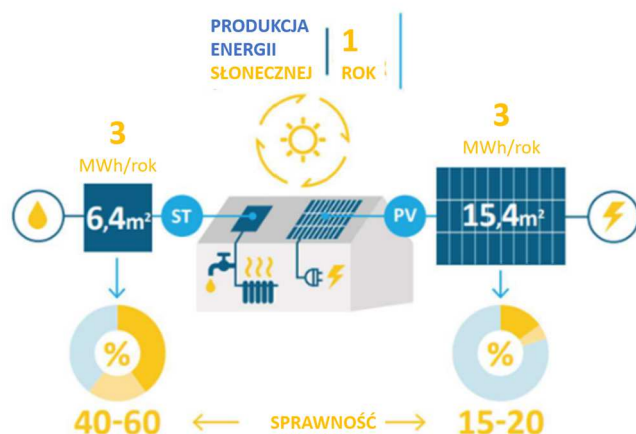 PRODUKCJA
ENERGII
SŁONECZNEJ
1
ROK
3
MWh/rok
3
MWh/rok
6,4m²
ST
PV
15,4m²
%
%
40-60
SPRAWNOŚĆ
15-20